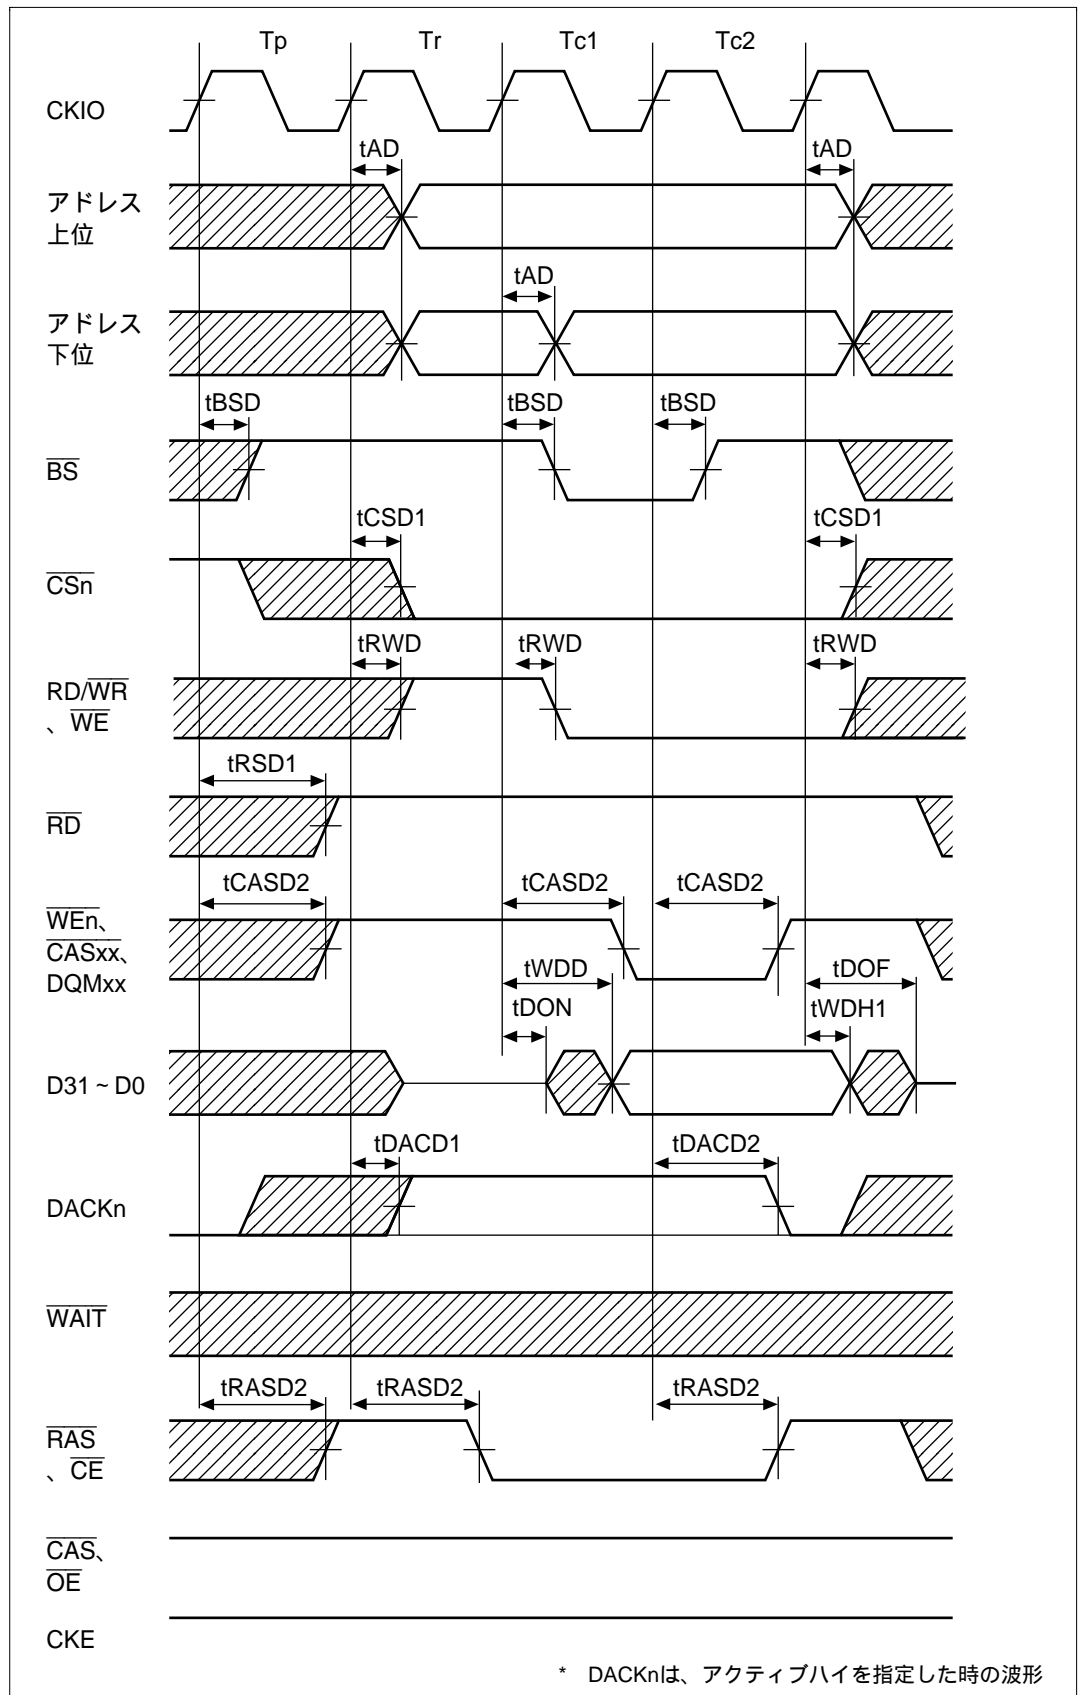 Tp Tr Tc1 Tc2
CKIO
tAD tAD
アドレス
上位
tAD
アドレス
下位
tBSD tBSD tBSD
BS
tCSD1 tCSD1
CSn
tRWD tRWD tRWD
RD/WR
、WE
tRSD1
RD
tCASD2 tCASD2 tCASD2
WEn、
CASxx、
DQMxx
tWDD tDOF
tDON tWDH1
D31 ~ D0
tDACD1 tDACD2
DACKn
WAIT
tRASD2 tRASD2 tRASD2
RAS
、CE
CAS、
OE
CKE
* DACKnは、アクティブハイを指定した時の波形